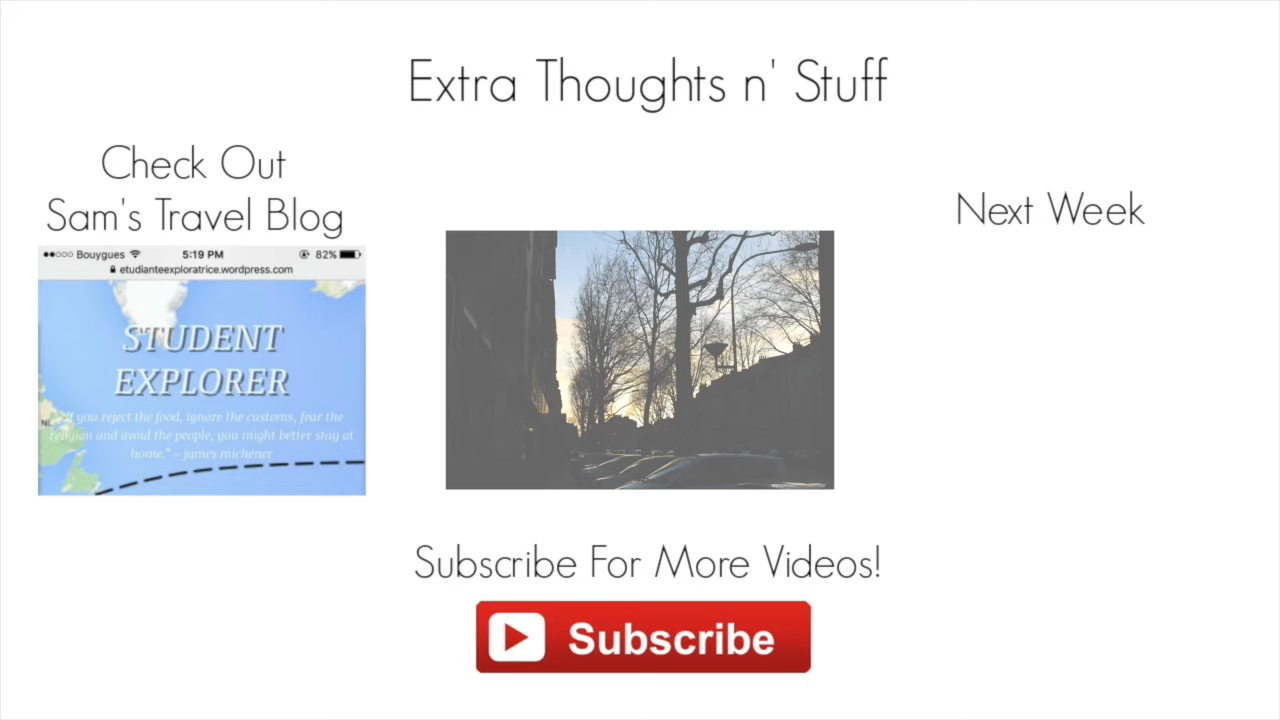 Extra Thoughts n' Stuff
Check Out
Sam's Travel Blog
Next Week
Bouygues 5:19 PM 82%
etudianteexploratrice.wordpress.com
STUDENT
EXPLORER
"If you reject the food, ignore the customs, fear the
religion and avoid the people, you might better stay at
home." – james michener
NL
Subscribe For More Videos!
Subscribe